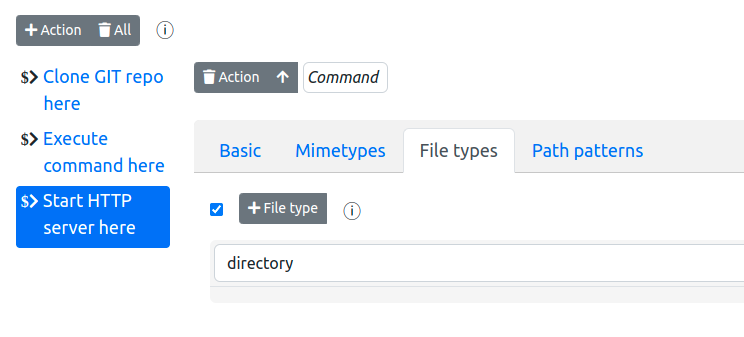 Action All
Action Command
$ Clone GIT repo
here
$ Execute
command here
$ Start HTTP
server here
Basic Mimetypes File types Path patterns
File type
directory